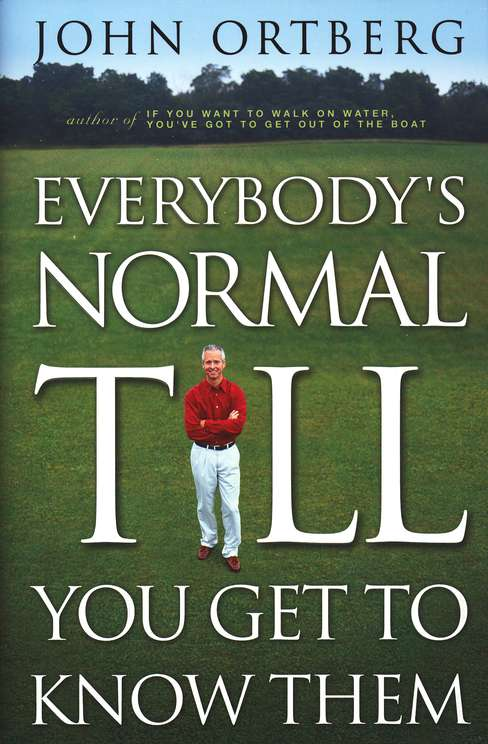 JOHN ORTBERG
author of IF YOU WANT TO WALK ON WATER,
YOU'VE GOT TO GET OUT OF THE BOAT
EVERYBODY'S
NORMAL
TILL
YOU GET TO
KNOW THEM